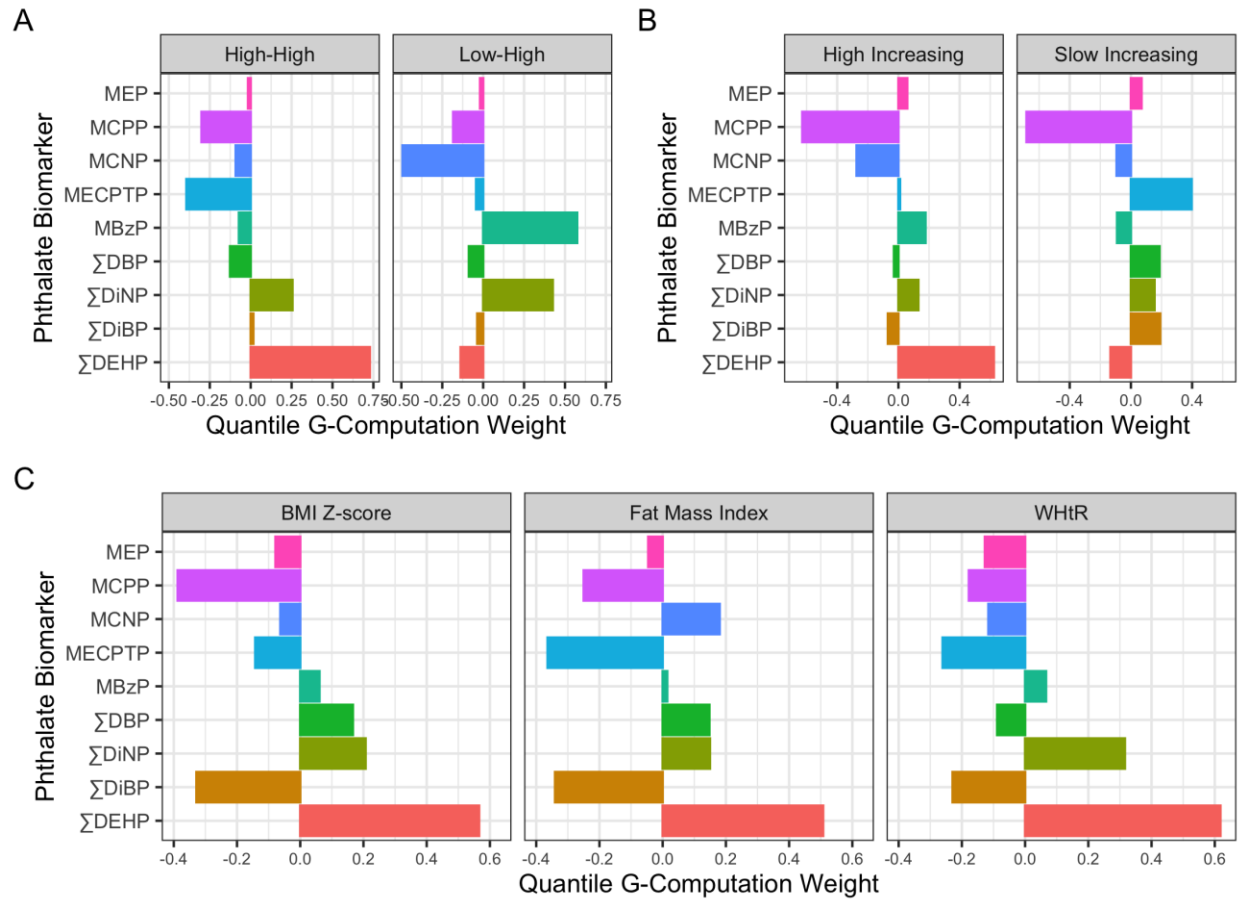 A
High-High
Low-High
Phthalate Biomarker
MEP
MCPP
MCNP
MECPTP
MBzP
∑DBP
∑DiNP
∑DiBP
∑DEHP
-0.50 -0.25 0.00 0.25 0.50 0.75
-0.50 -0.25 0.00 0.25 0.50 0.75
Quantile G-Computation Weight
B
High Increasing
Slow Increasing
Phthalate Biomarker
MEP
MCPP
MCNP
MECPTP
MBzP
∑DBP
∑DiNP
∑DiBP
∑DEHP
-0.4 0.0 0.4
-0.4 0.0 0.4
Quantile G-Computation Weight
C
BMI Z-score
Fat Mass Index
WHtR
Phthalate Biomarker
MEP
MCPP
MCNP
MECPTP
MBzP
∑DBP
∑DiNP
∑DiBP
∑DEHP
-0.4 -0.2 0.0 0.2 0.4 0.6
-0.4 -0.2 0.0 0.2 0.4 0.6
-0.4 -0.2 0.0 0.2 0.4 0.6
Quantile G-Computation Weight